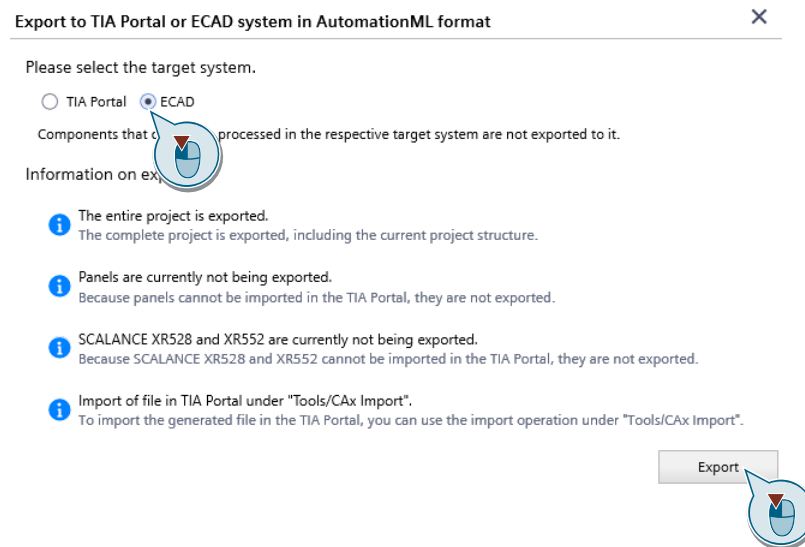 Export to TIA Portal or ECAD system in AutomationML format
Please select the target system.
TIA Portal ECAD
Components that processed in the respective target system are not exported to it.
Information on
The entire project is exported.
The complete project is exported, including the current project structure.
Panels are currently not being exported.
Because panels cannot be imported in the TIA Portal, they are not exported.
SCALANCE XR528 and XR552 are currently not being exported.
Because SCALANCE XR528 and XR552 cannot be imported in the TIA Portal, they are not exported.
Import of file in TIA Portal under "Tools/CAx Import".
To import the generated file in the TIA Portal, you can use the import operation under "Tools/CAx Import".
Export